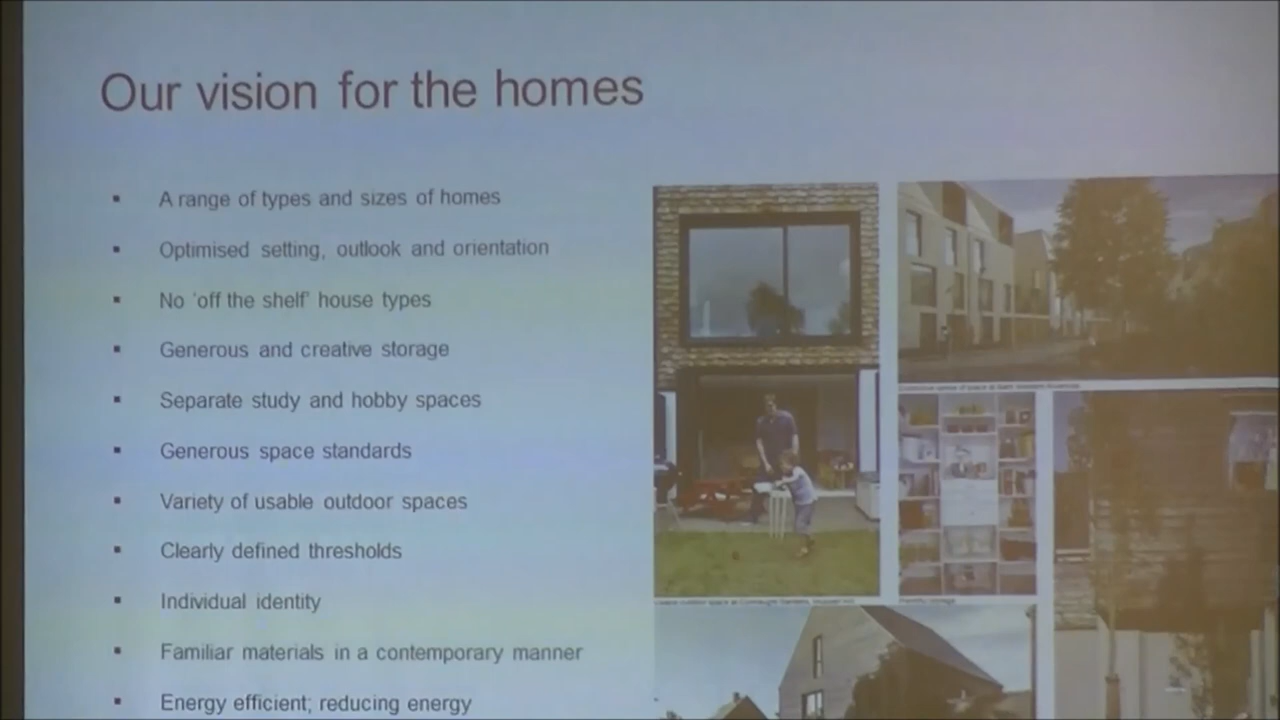 Our vision for the homes
▪ A range of types and sizes of homes
▪ Optimised setting, outlook and orientation
▪ No 'off the shelf' house types
▪ Generous and creative storage
▪ Separate study and hobby spaces
▪ Generous space standards
▪ Variety of usable outdoor spaces
▪ Clearly defined thresholds
▪ Individual identity
▪ Familiar materials in a contemporary manner
▪ Energy efficient; reducing energy